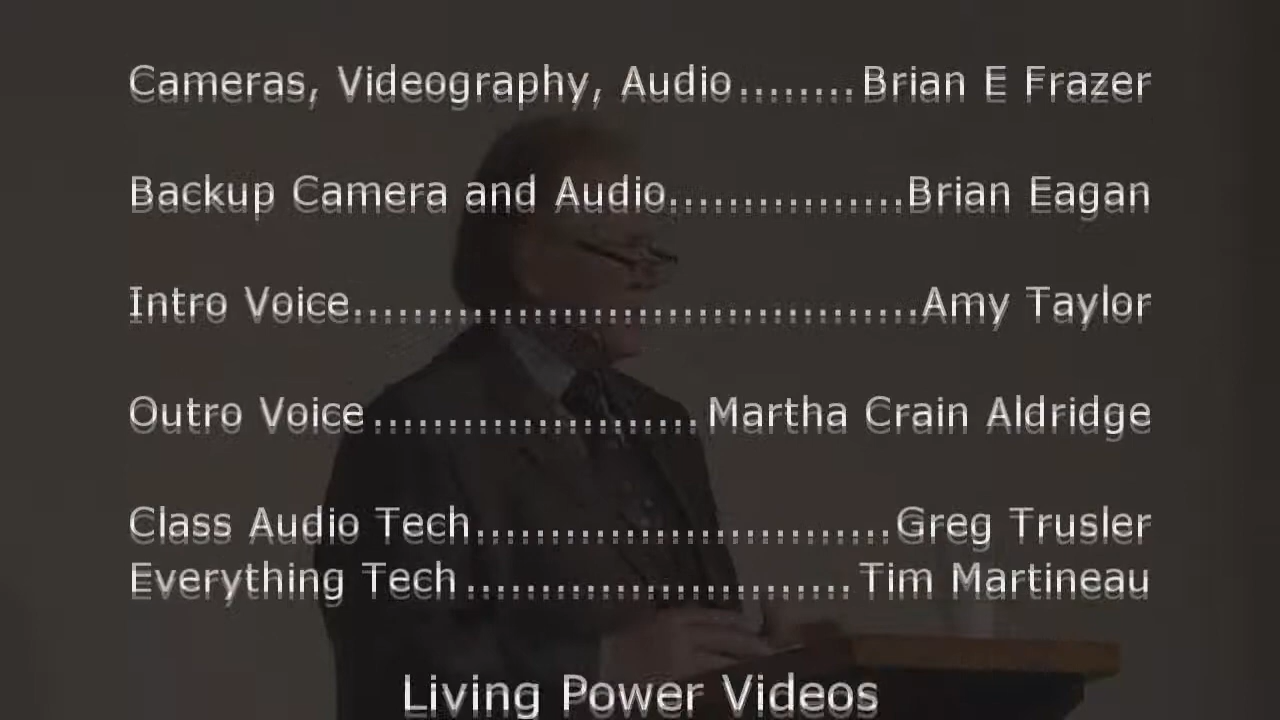 Cameras, Videography, Audio........Brian E Frazer
Backup Camera and Audio................Brian Eagan
Intro Voice.......................................Amy Taylor
Outro Voice......................Martha Crain Aldridge
Class Audio Tech............................Greg Trusler
Everything Tech..........................Tim Martineau
Living Power Videos